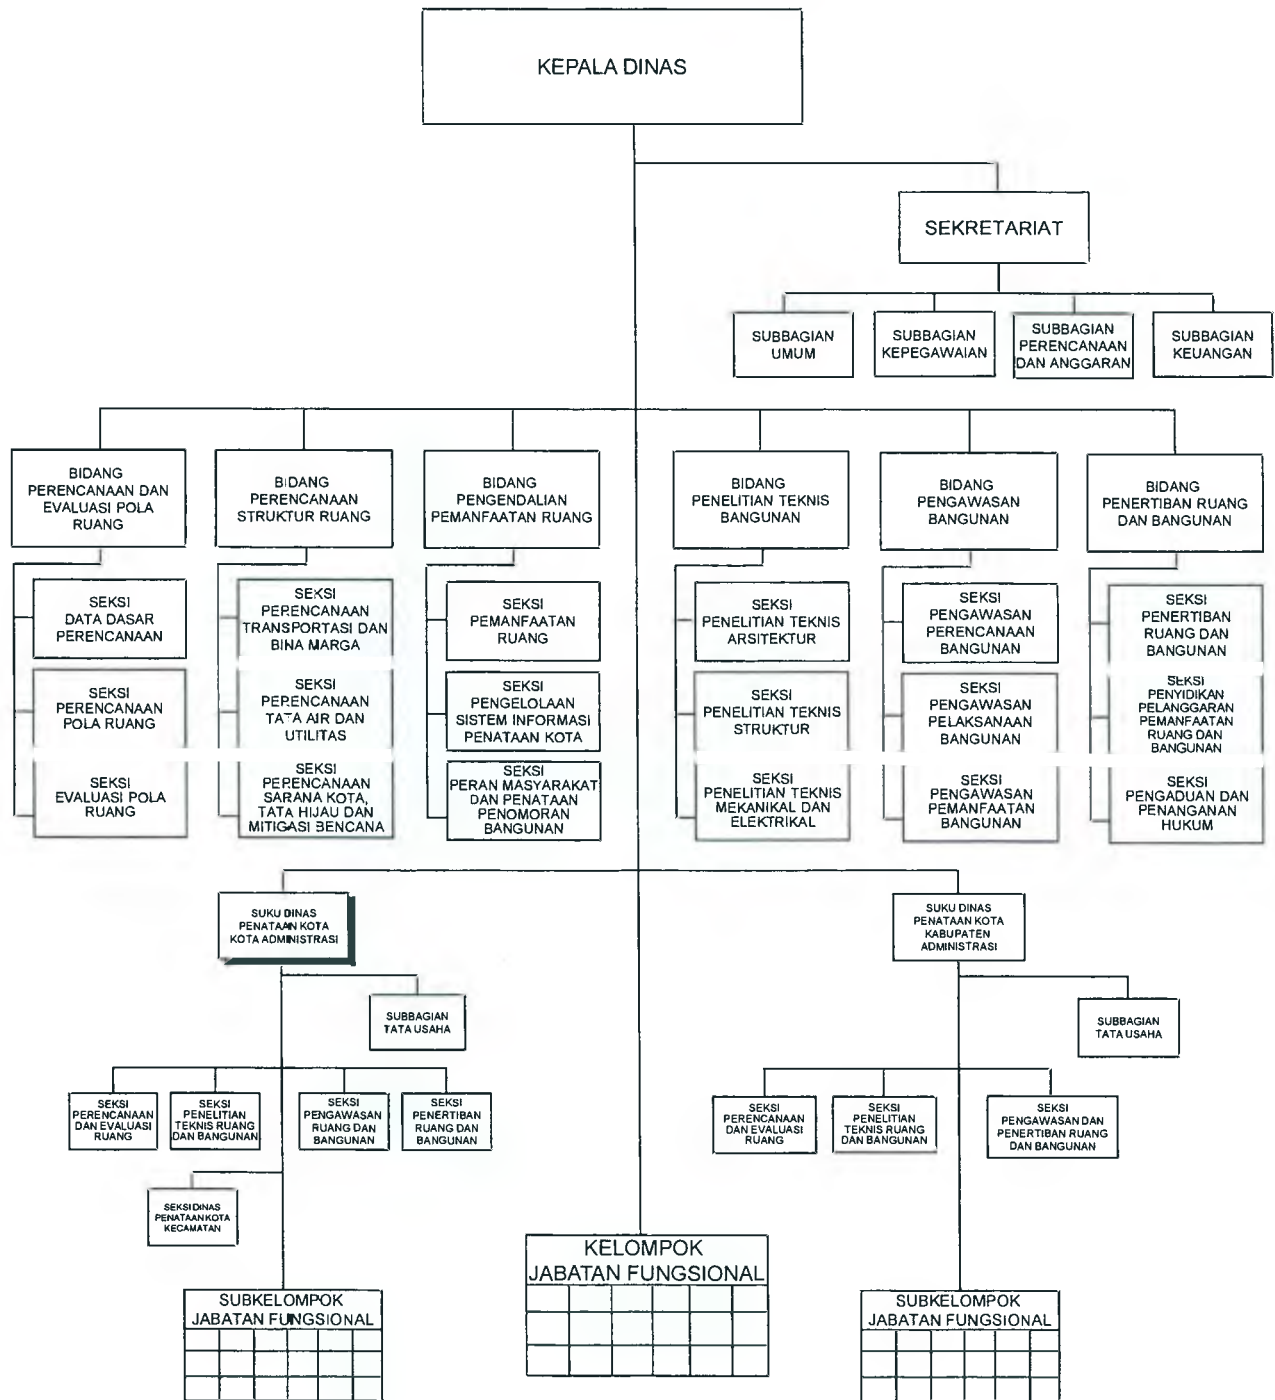 KEPALA DINAS
SEKRETARIAT
SUBBAGIAN
UMUM
SUBBAGIAN
KEPEGAWAIAN
SUBBAGIAN
PERENCANAAN
DAN ANGGARAN
SUBBAGIAN
KEUANGAN
BIDANG
PERENCANAAN DAN
EVALUASI POLA
RUANG
BIDANG
PERENCANAAN
STRUKTUR RUANG
BIDANG
PENGENDALIAN
PEMANFAATAN RUANG
BIDANG
PENELITIAN TEKNIS
BANGUNAN
BIDANG
PENGAWASAN
BANGUNAN
BIDANG
PENERTIBAN RUANG
DAN BANGUNAN
SEKSI
DATA DASAR
PERENCANAAN
SEKSI
PERENCANAAN
POLA RUANG
SEKSI
EVALUASI POLA
RUANG
SEKSI
PERENCANAAN
TRANSPORTASI DAN
BINA MARGA
SEKSI
PERENCANAAN
TATA AIR DAN
UTILITAS
SEKSI
PERENCANAAN
SARANA KOTA,
TATA HIJAU DAN
MITIGASI BENCANA
SEKSI
PEMANFAATAN
RUANG
SEKSI
PENGELOLAAN
SISTEM INFORMASI
PENATAAN KOTA
SEKSI
PERAN MASYARAKAT
DAN PENATAAN
PENOMORAN
BANGUNAN
SEKSI
PENELITIAN TEKNIS
ARSITEKTUR
SEKSI
PENELITIAN TEKNIS
STRUKTUR
SEKSI
PENELITIAN TEKNIS
MEKANIKAL DAN
ELEKTRIKAL
SEKSI
PENGAWASAN
PERENCANAAN
BANGUNAN
SEKSI
PENGAWASAN
PELAKSANAAN
BANGUNAN
SEKSI
PENGAWASAN
PEMANFAATAN
BANGUNAN
SEKSI
PENERTIBAN
RUANG DAN
BANGUNAN
SEKSI
PENYIDIKAN
PELANGGARAN
PEMANFAATAN
RUANG DAN
BANGUNAN
SEKSI
PENGADUAN DAN
PENANGANAN
HUKUM
SUKU DINAS
PENATAAN KOTA
KOTA ADMINISTRASI
SUBBAGIAN
TATA USAHA
SEKSI
PERENCANAAN
DAN EVALUASI
RUANG
SEKSI
PENELITIAN
TEKNIS RUANG
DAN BANGUNAN
SEKSI
PENGAWASAN
RUANG DAN
BANGUNAN
SEKSI
PENERTIBAN
RUANG DAN
BANGUNAN
SEKSI DINAS
PENATAAN KOTA
KECAMATAN
SUBKELOMPOK
JABATAN FUNGSIONAL
KELOMPOK
JABATAN FUNGSIONAL
SUKU DINAS
PENATAAN KOTA
KABUPATEN
ADMINISTRASI
SUBBAGIAN
TATA USAHA
SEKSI
PERENCANAAN
DAN EVALUASI
RUANG
SEKSI
PENELITIAN
TEKNIS RUANG
DAN BANGUNAN
SEKSI
PENGAWASAN DAN
PENERTIBAN RUANG
DAN BANGUNAN
SUBKELOMPOK
JABATAN FUNGSIONAL